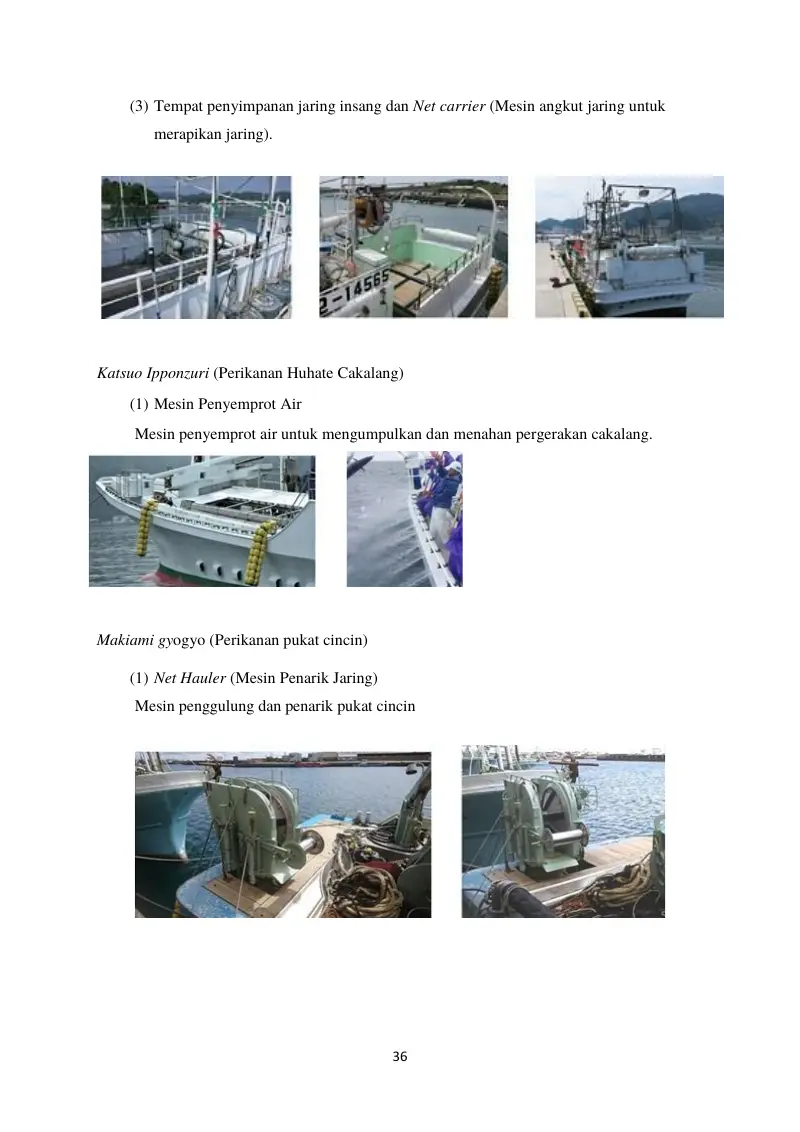 (3) Tempat penyimpanan jaring insang dan Net carrier (Mesin angkut jaring untuk
merapikan jaring).
2-14565
Katsuo Ipponzuri (Perikanan Huhate Cakalang)
(1) Mesin Penyemprot Air
Mesin penyemprot air untuk mengumpulkan dan menahan pergerakan cakalang.
Makiami gyogyo (Perikanan pukat cincin)
(1) Net Hauler (Mesin Penarik Jaring)
Mesin penggulung dan penarik pukat cincin
36